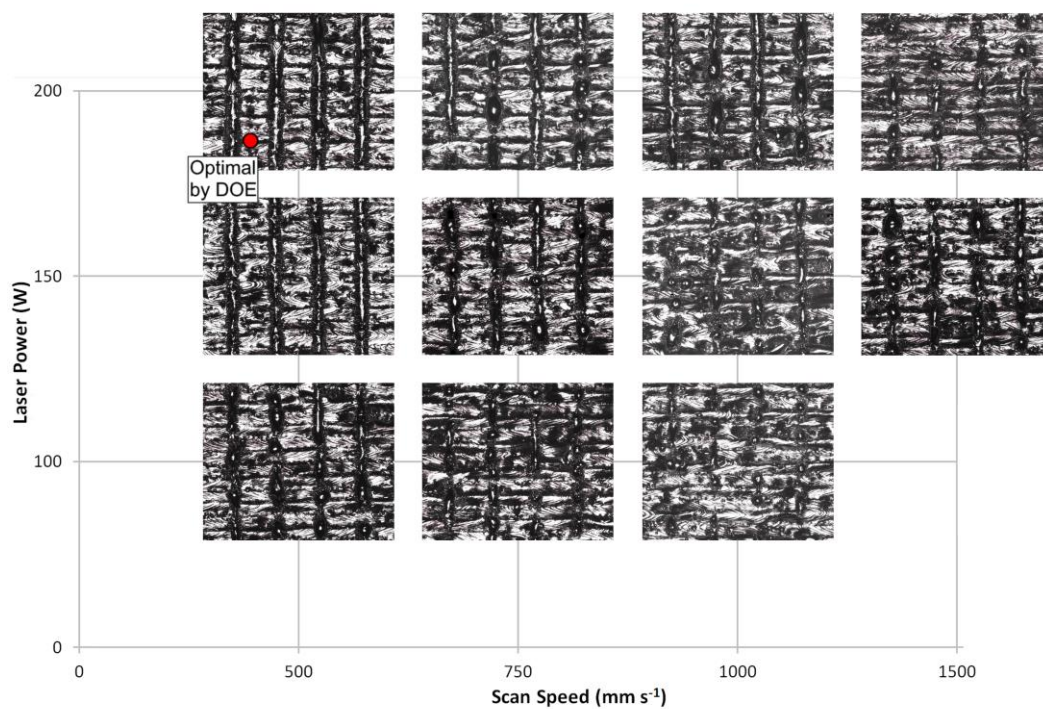 200
Optimal
by DOE
150
Laser Power (W)
100
0
0 500 750 1000 1500
Scan Speed (mm s⁻¹)